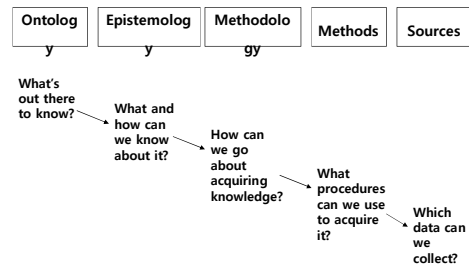 Ontolog
y
Epistemolog
y
Methodolo
gy
Methods
Sources
What's
out there
to know?
What and
how can
we know
about it?
How can
we go
about
acquiring
knowledge?
What
procedures
can we use
to acquire
it?
Which
data can
we
collect?